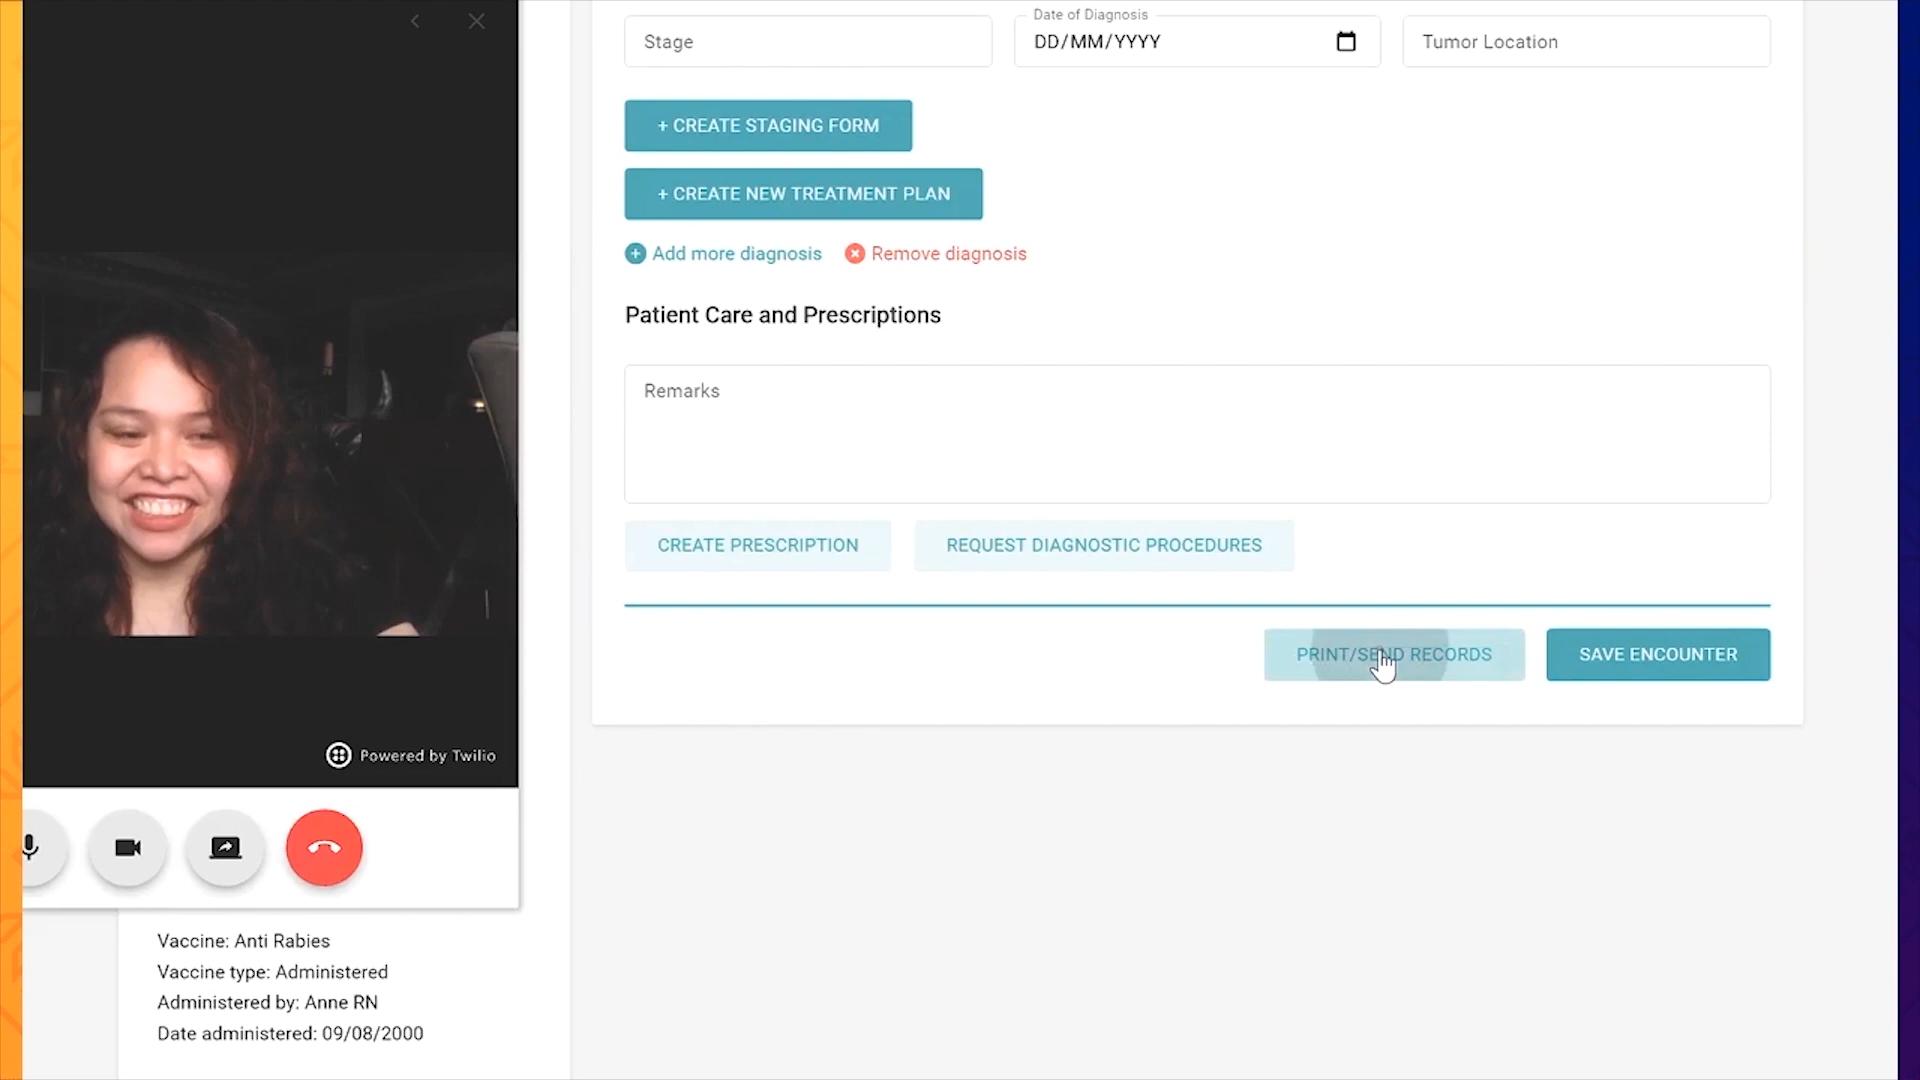 Stage
Date of Diagnosis
DD/MM/YYYY
Tumor Location
+ CREATE STAGING FORM
+ CREATE NEW TREATMENT PLAN
Add more diagnosis
Remove diagnosis
Patient Care and Prescriptions
Remarks
CREATE PRESCRIPTION
REQUEST DIAGNOSTIC PROCEDURES
PRINT/SEND RECORDS
SAVE ENCOUNTER
Powered by Twilio
Vaccine: Anti Rabies
Vaccine type: Administered
Administered by: Anne RN
Date administered: 09/08/2000